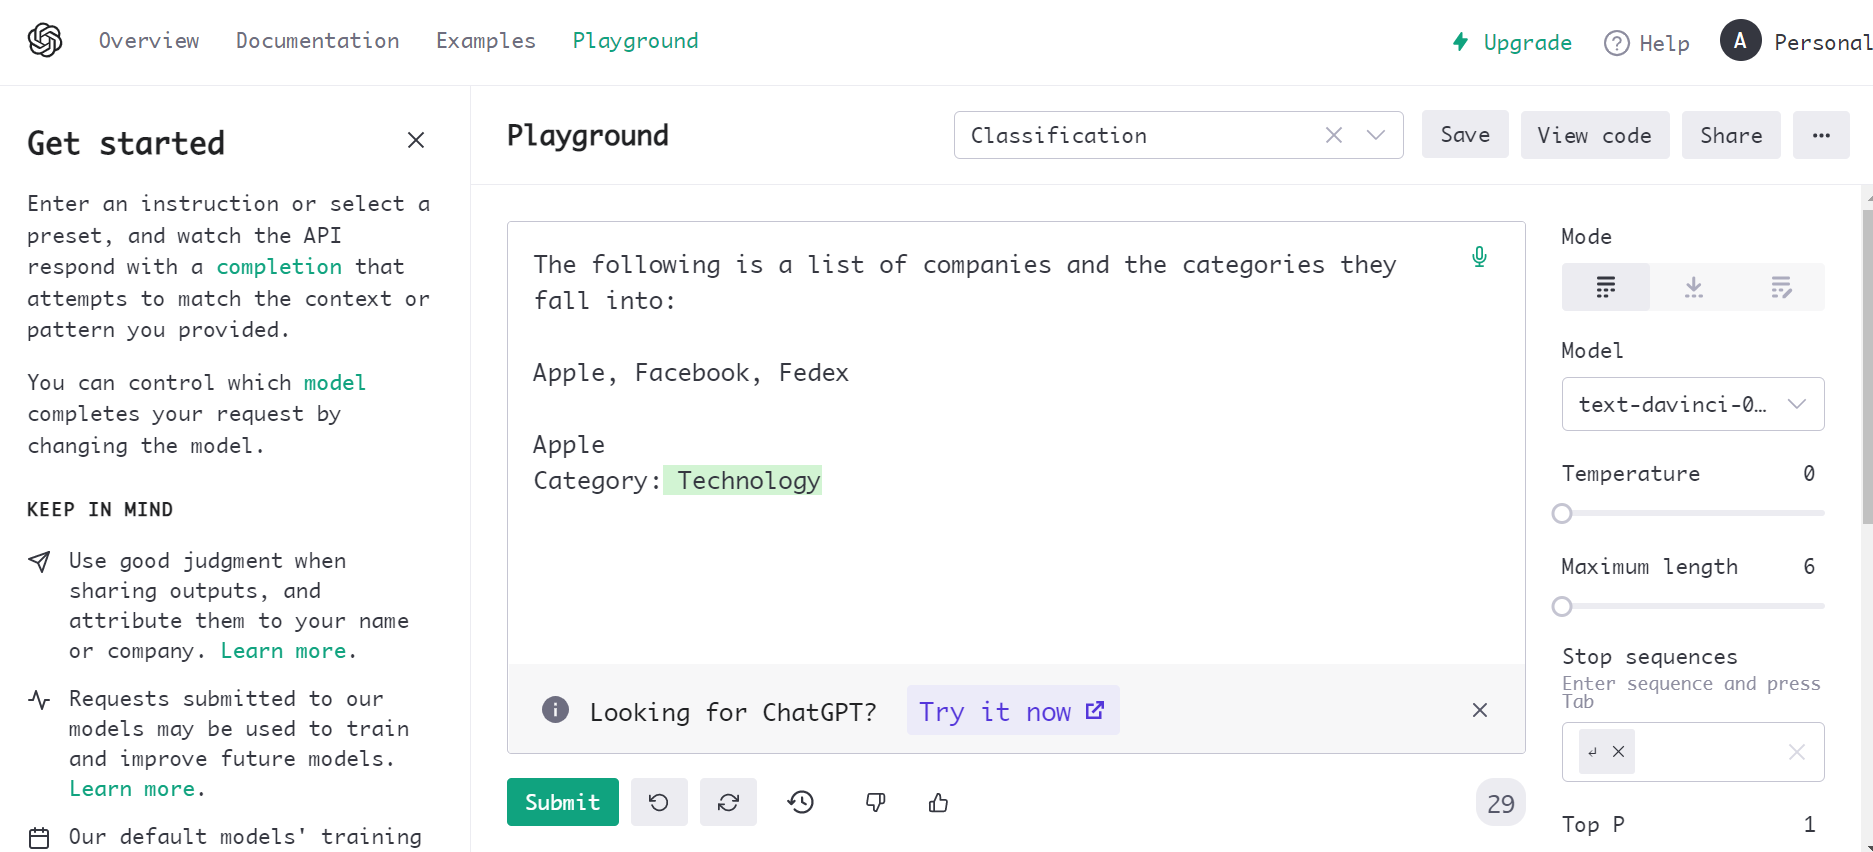 Overview Documentation Examples Playground Upgrade Help A Personal
Get started
Enter an instruction or select a
preset, and watch the API
respond with a completion that
attempts to match the context or
pattern you provided.
You can control which model
completes your request by
changing the model.
KEEP IN MIND
Use good judgment when
sharing outputs, and
attribute them to your name
or company. Learn more.
Requests submitted to our
models may be used to train
and improve future models.
Learn more.
Our default models' training
Playground Classification Save View code Share ...
The following is a list of companies and the categories they
fall into:
Apple, Facebook, Fedex
Apple
Category: Technology
Looking for ChatGPT? Try it now
Submit 29
Mode
Model
text-davinci-0…
Temperature 0
Maximum length 6
Stop sequences
Enter sequence and press
Tab
↵
Top P 1